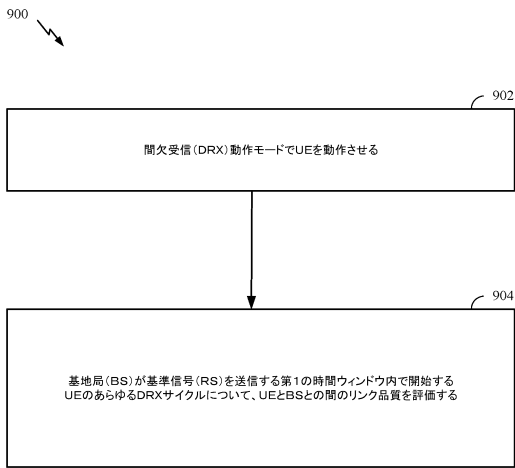 900
902
間欠受信(DRX)動作モードでUEを動作させる
904
基地局(BS)が基準信号(RS)を送信する第1の時間ウィンドウ内で開始する
UEのあらゆるDRXサイクルについて、UEとBSとの間のリンク品質を評価する